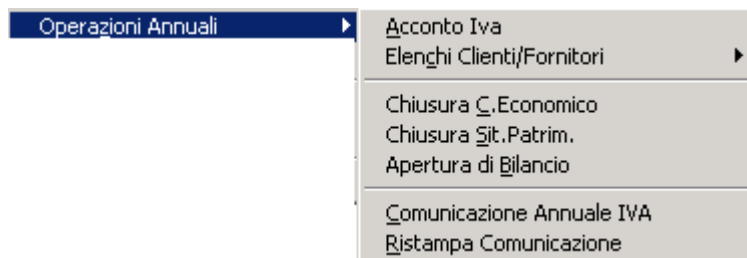 Operazioni Annuali
Acconto Iva
Elenchi Clienti/Fornitori
Chiusura C.Economico
Chiusura Sit.Patrim.
Apertura di Bilancio
Comunicazione Annuale IVA
Ristampa Comunicazione